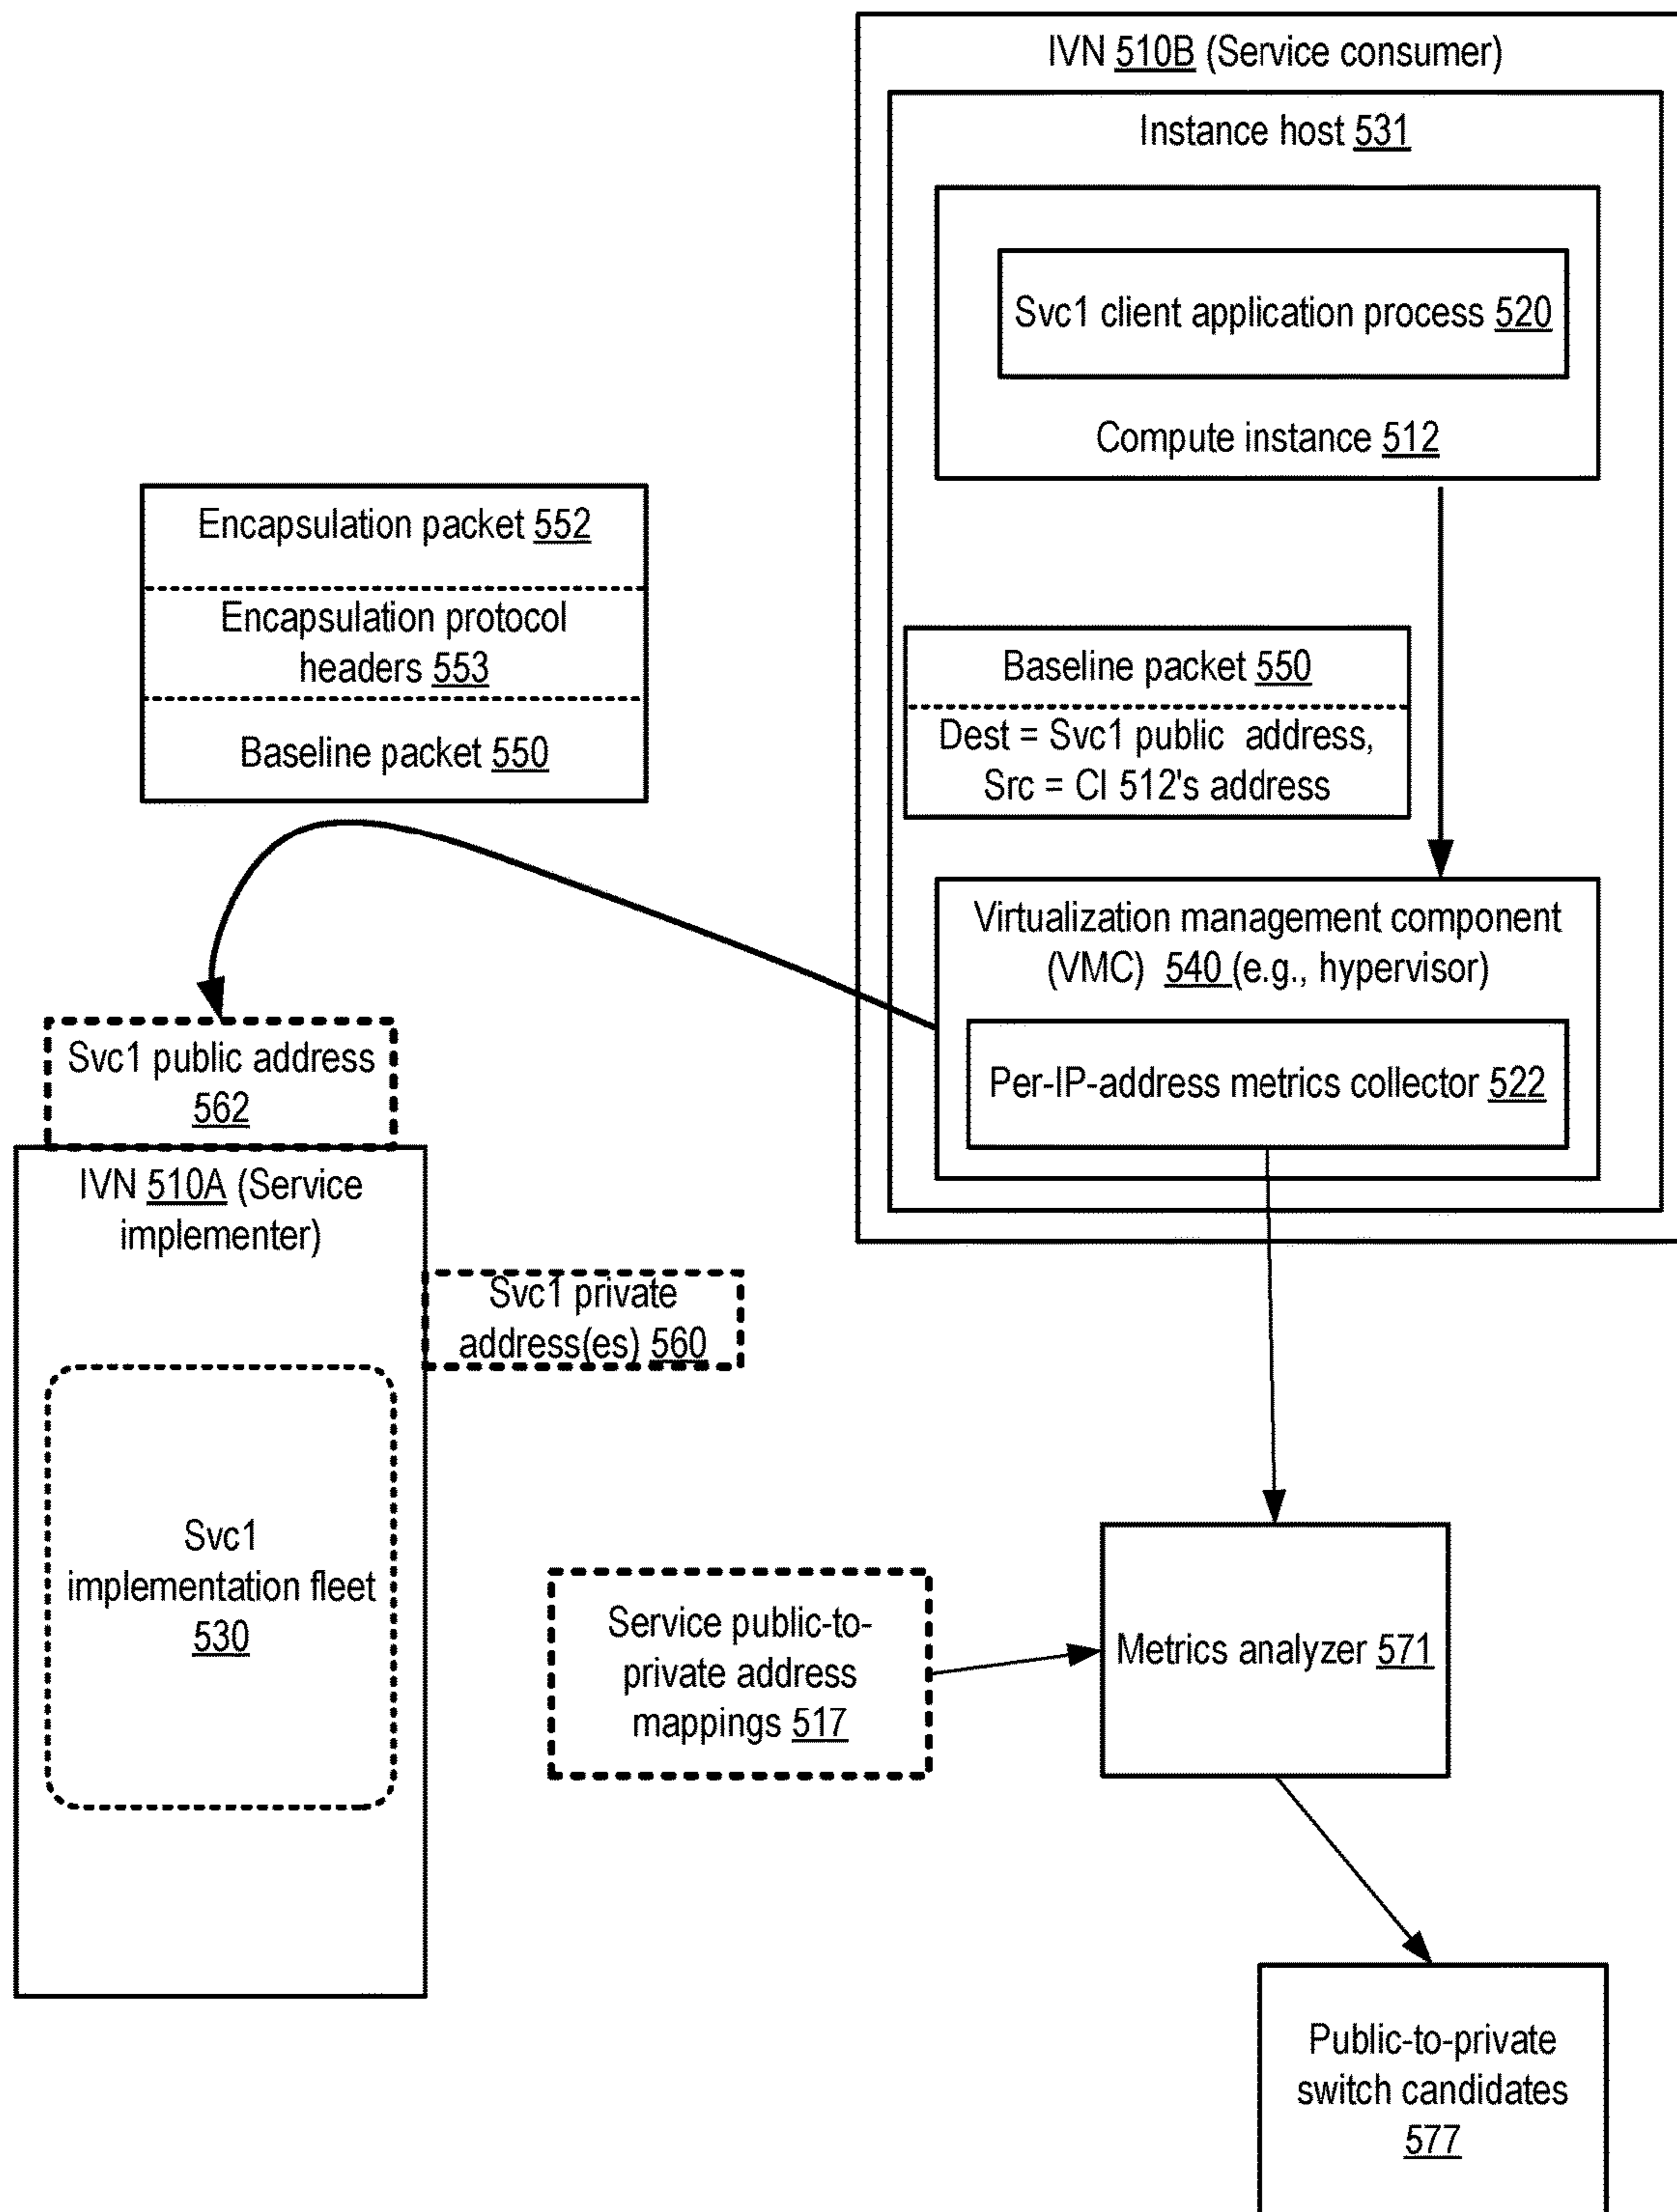 IVN 510B (Service consumer)
Instance host 531
Svc1 client application process 520
Compute instance 512
Encapsulation packet 552
Encapsulation protocol
headers 553
Baseline packet 550
Baseline packet 550
Dest = Svc1 public address,
Src = CI 512's address
Virtualization management component
(VMC) 540 (e.g., hypervisor)
Per-IP-address metrics collector 522
Svc1 public address
562
IVN 510A (Service
implementer)
Svc1 private
address(es) 560
Svc1
implementation fleet
530
Service public-to-
private address
mappings 517
Metrics analyzer 571
Public-to-private
switch candidates
577